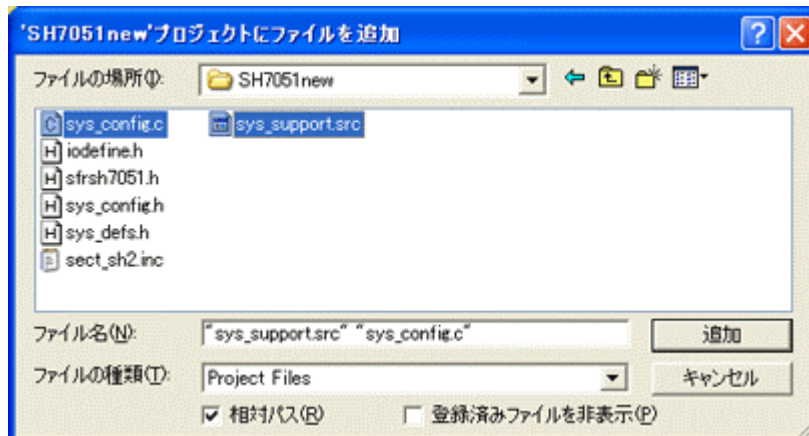 'SH7051new'プロジェクトにファイルを追加
ファイルの場所(I):
SH7051new
sys_config.c
sys_support.src
iodefine.h
sfrsh7051.h
sys_config.h
sys_defs.h
sect_sh2.inc
ファイル名(N):
"sys_support.src" "sys_config.c"
追加
ファイルの種類(T):
Project Files
キャンセル
相対パス(R)
登録済みファイルを非表示(P)